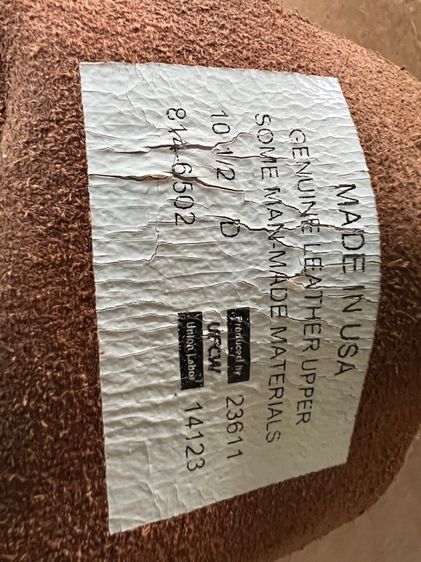 MADE IN USA
GENUINE LEATHER UPPER
SOME MAN-MADE MATERIALS
10 1/2 D Produced by 23611
UFCW
814-6502 Union Labor 14123